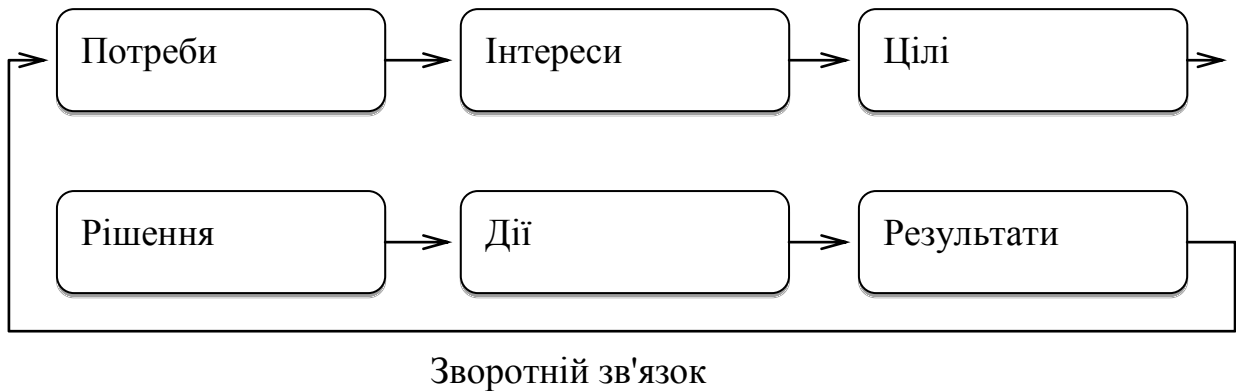 Потреби
Інтереси
Цілі
Рішення
Дії
Результати
Зворотній зв'язок